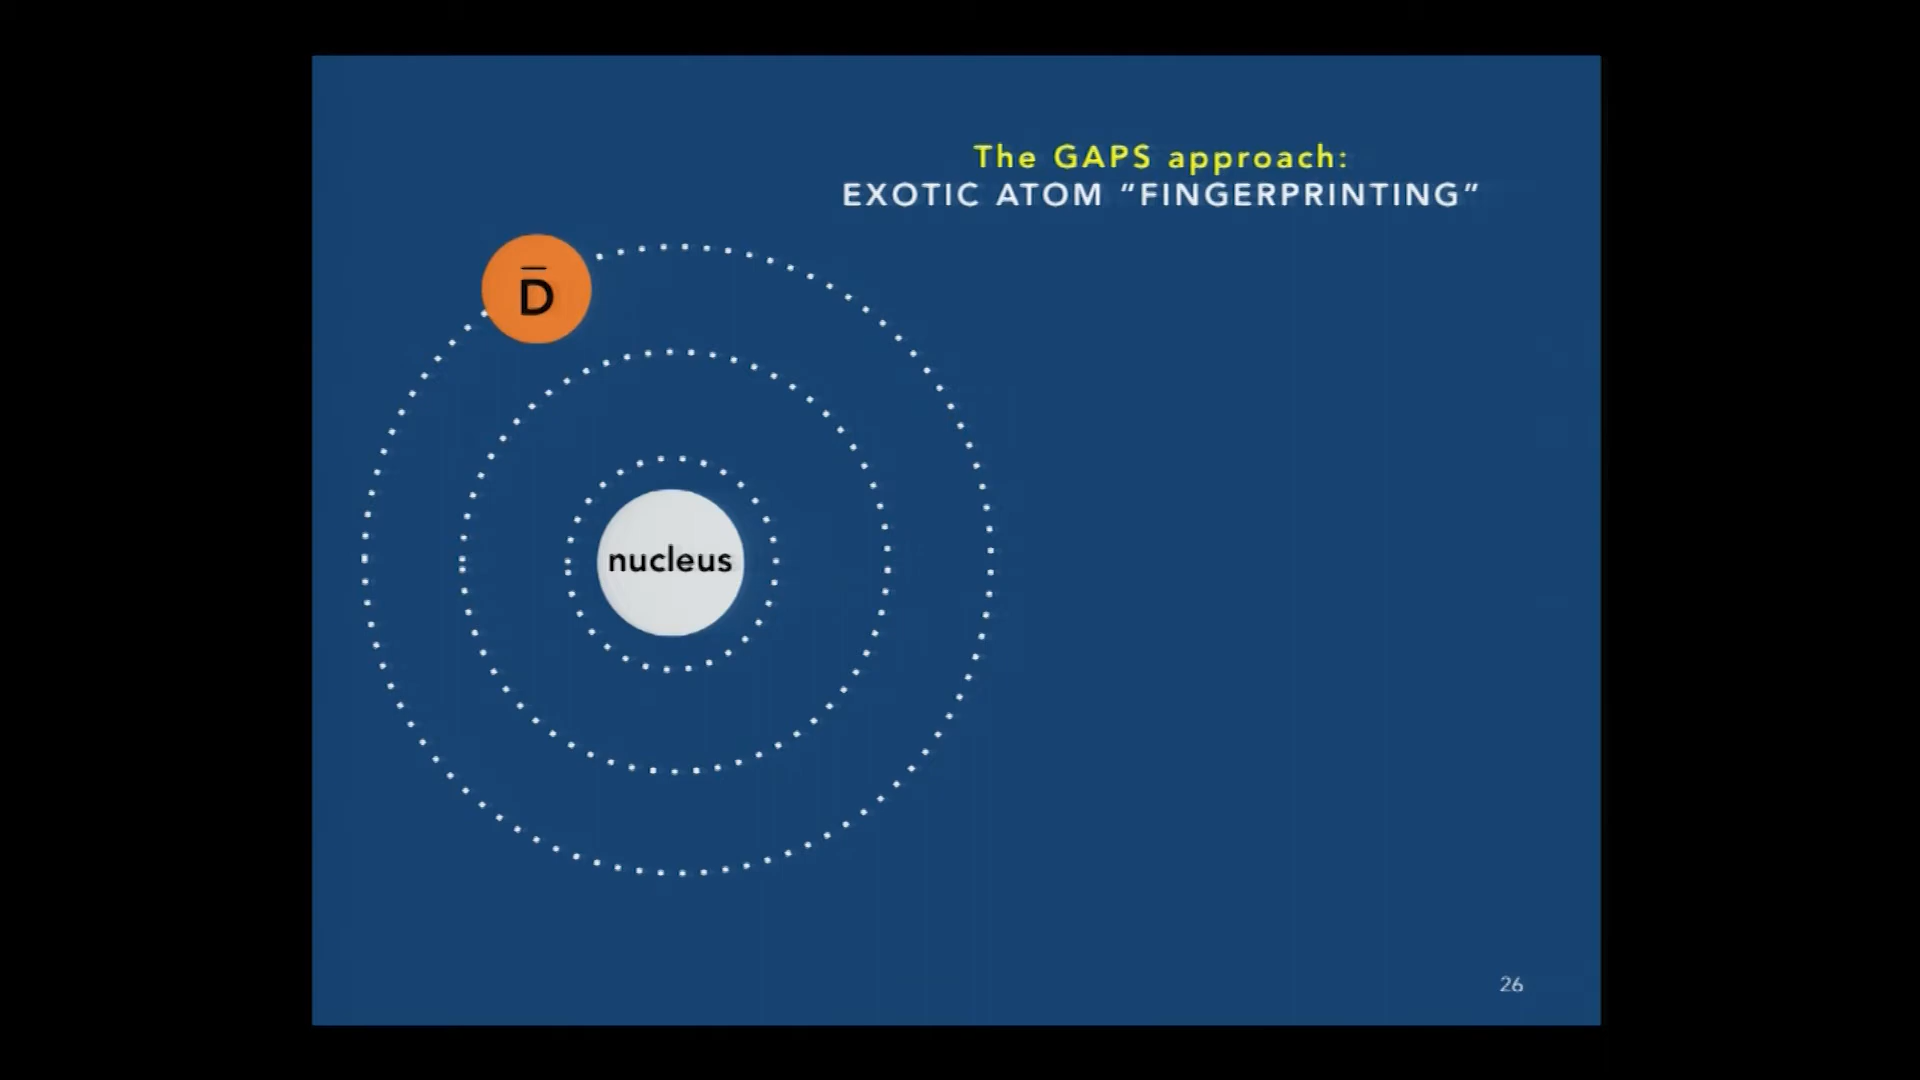 The GAPS approach:
EXOTIC ATOM “FINGERPRINTING”
D̅
nucleus
26